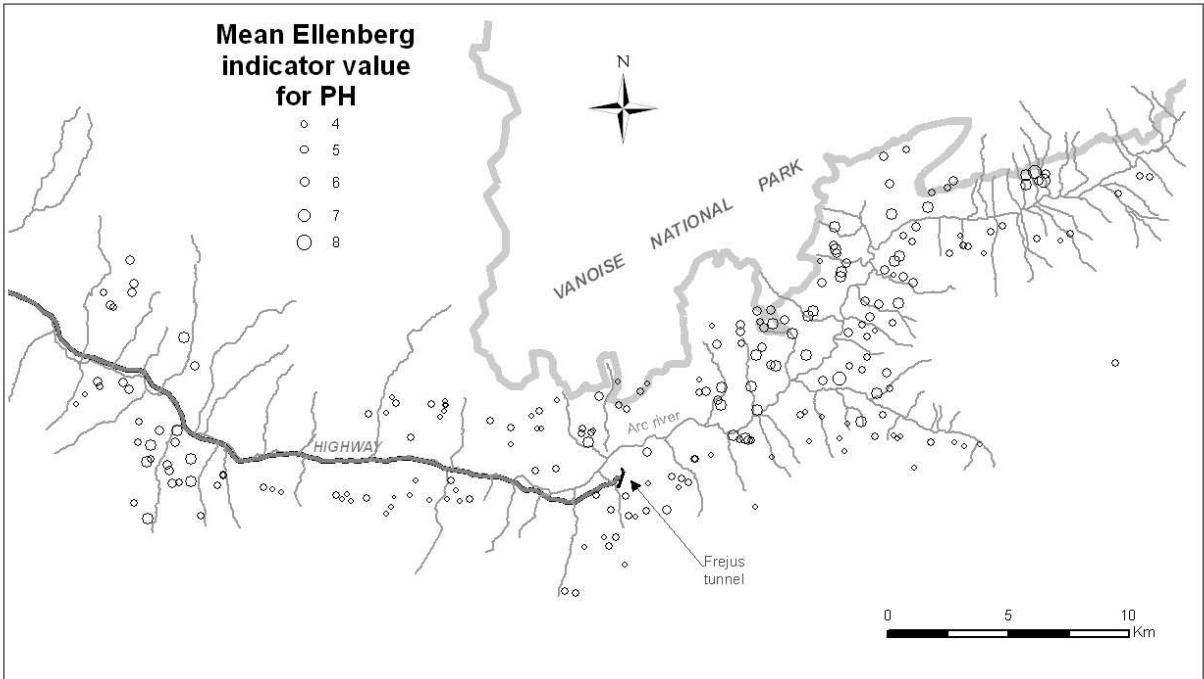 Mean Ellenberg
indicator value
for PH
4
5
6
7
8
N
VANOISE NATIONAL PARK
Arc river
HIGHWAY
Frejus
tunnel
0 5 10
Km